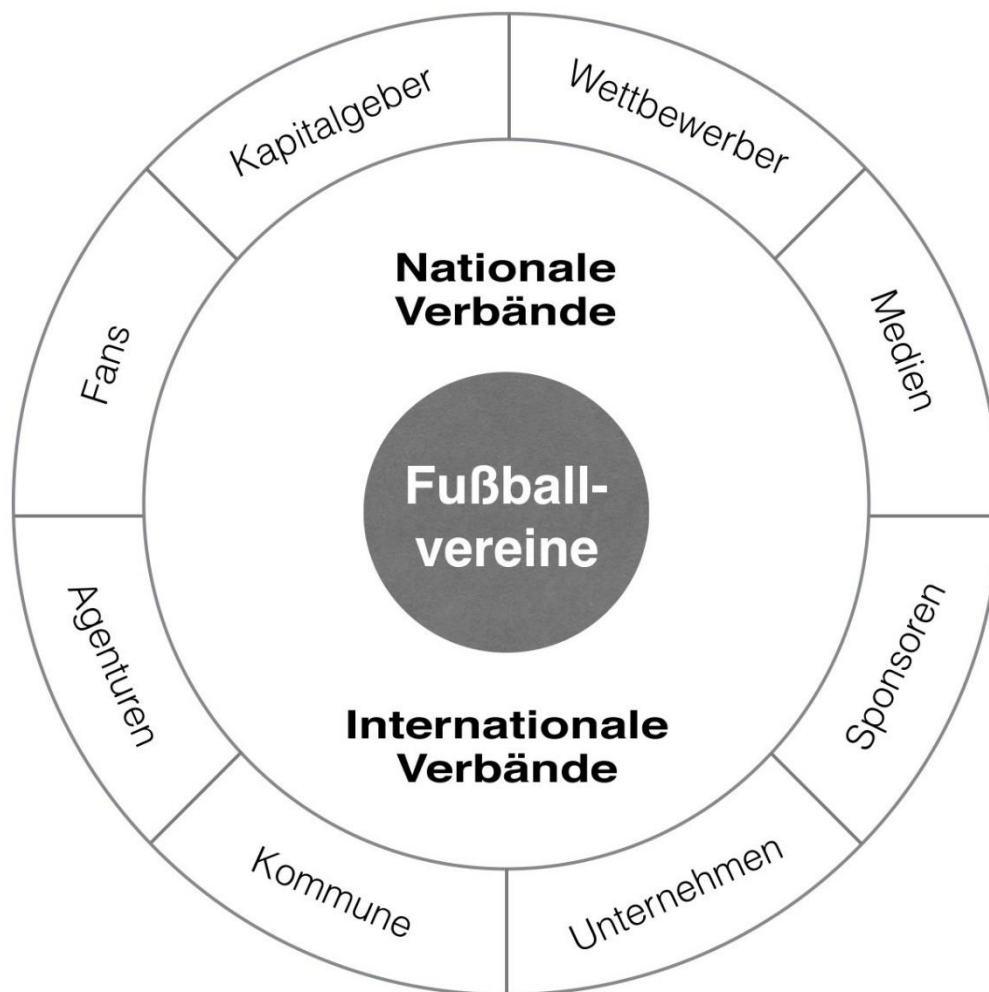 Kapitalgeber
Wettbewerber
Medien
Sponsoren
Unternehmen
Kommune
Agenturen
Fans
Nationale
Verbände
Fußball-
vereine
Internationale
Verbände